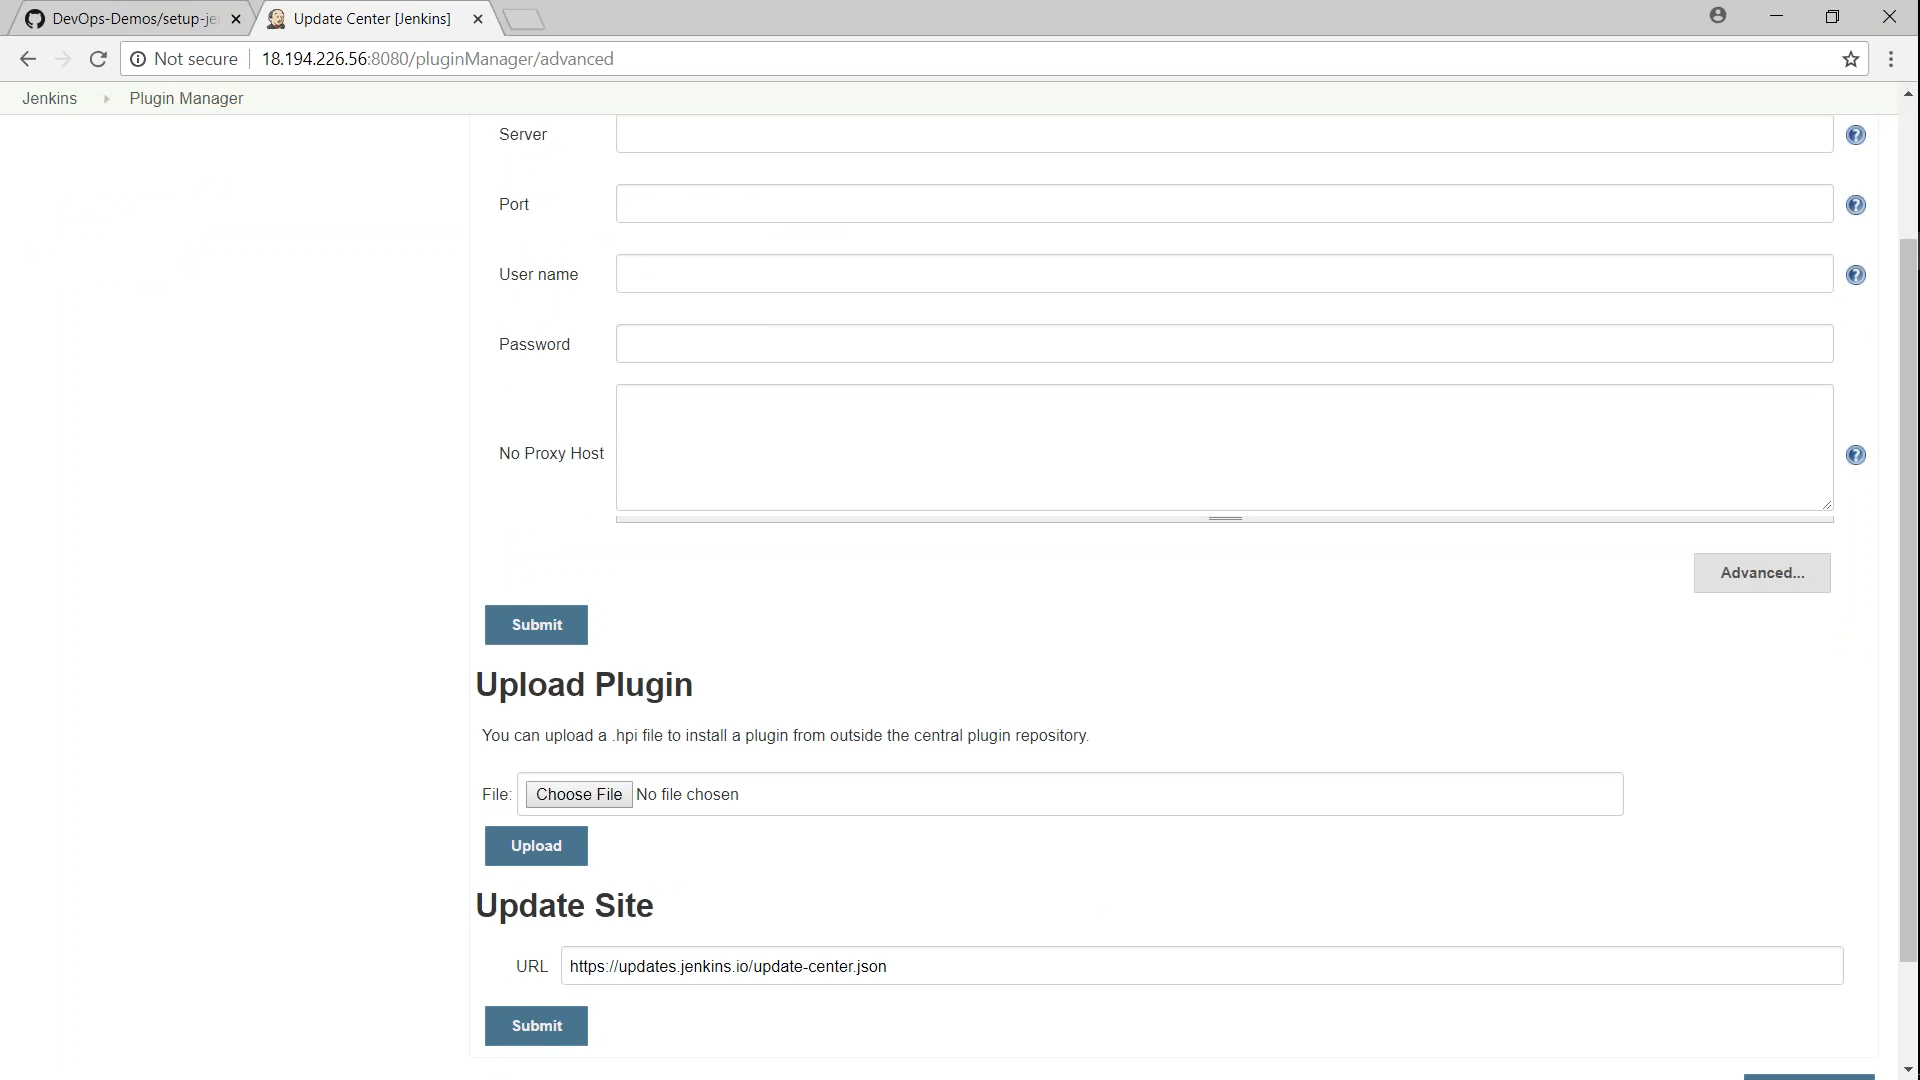 DevOps-Demos/setup-je
Update Center [Jenkins]
Not secure
18.194.226.56:8080/pluginManager/advanced
Jenkins
Plugin Manager
Server
Port
User name
Password
No Proxy Host
Advanced...
Submit
Upload Plugin
You can upload a .hpi file to install a plugin from outside the central plugin repository.
File: Choose File No file chosen
Upload
Update Site
URL https://updates.jenkins.io/update-center.json
Submit